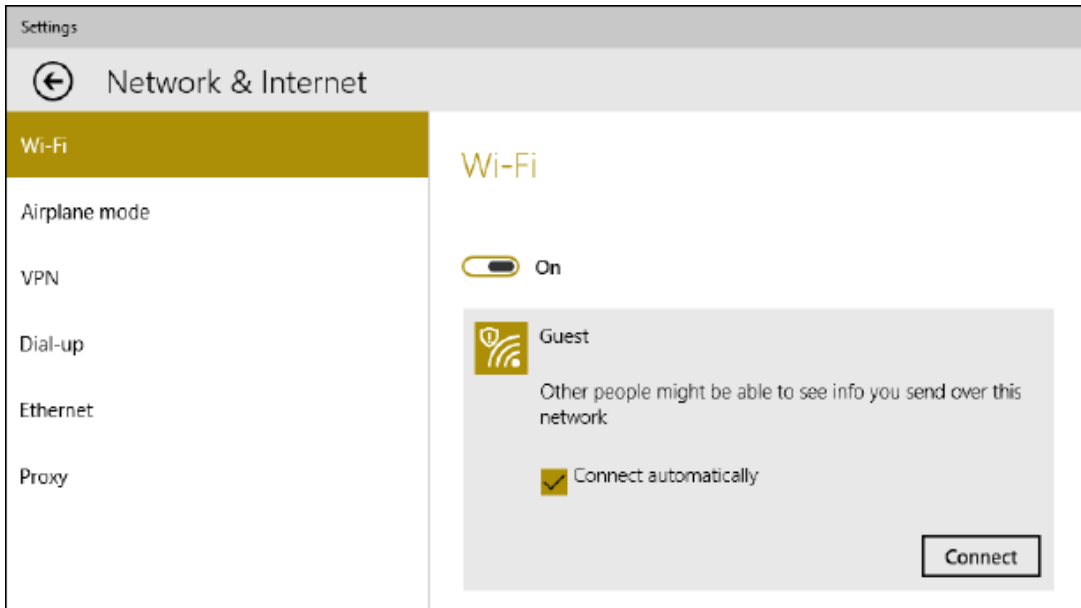 Settings
Network & Internet
Wi-Fi
Airplane mode
VPN
Dial-up
Ethernet
Proxy
Wi-Fi
On
Guest
Other people might be able to see info you send over this
network
Connect automatically
Connect